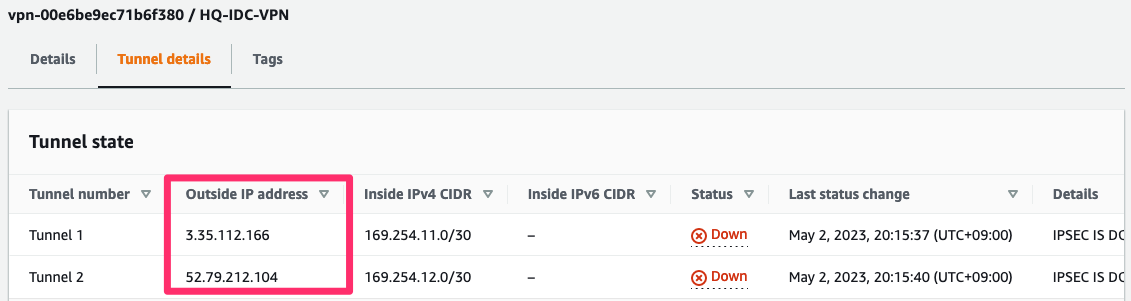 vpn-00e6be9ec71b6f380 / HQ-IDC-VPN
Details Tunnel details Tags
Tunnel state
Tunnel number Outside IP address Inside IPv4 CIDR Inside IPv6 CIDR Status Last status change Details
Tunnel 1 3.35.112.166 169.254.11.0/30 – Down May 2, 2023, 20:15:37 (UTC+09:00) IPSEC IS
Tunnel 2 52.79.212.104 169.254.12.0/30 – Down May 2, 2023, 20:15:40 (UTC+09:00) IPSEC IS